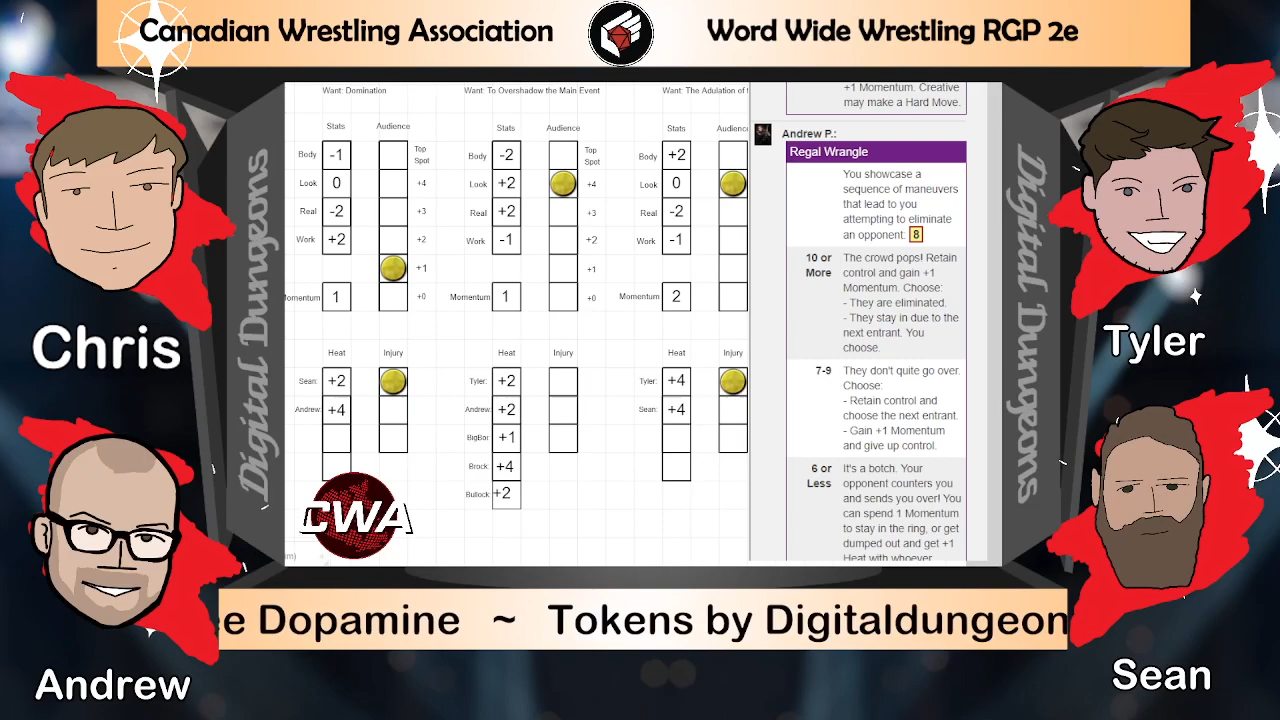 Canadian Wrestling Association
Word Wide Wrestling RGP 2e
Chris
Andrew
Tyler
Sean
Digital Dungeons
Digital Dungeons
Want: Domination
Stats Audience
Body -1 Top Spot
Look 0 +4
Real -2 +3
Work +2 +2
+1
Momentum 1 +0
Heat Injury
Sean: +2
Andrew: +4
CWA
Want: To Overshadow the Main Event
Stats Audience
Body -2 Top Spot
Look +2 +4
Real +2 +3
Work -1 +2
+1
Momentum 1 +0
Heat Injury
Tyler: +2
Andrew: +2
BigBor +1
Brock: +4
Bullock +2
Want: The Adulation of
Stats Audienc
Body +2
Look 0
Real -2
Work -1
Momentum 2
Heat Injury
Tyler: +4
Sean: +4
+1 Momentum. Creative
may make a Hard Move.
Andrew P.:
Regal Wrangle
You showcase a
sequence of maneuvers
that lead to you
attempting to eliminate
an opponent: 8
10 or More
The crowd pops! Retain
control and gain +1
Momentum. Choose:
- They are eliminated.
- They stay in due to the
next entrant. You
choose.
7-9
They don't quite go over.
Choose:
- Retain control and
choose the next entrant.
- Gain +1 Momentum
and give up control.
6 or Less
It's a botch. Your
opponent counters you
and sends you over! You
can spend 1 Momentum
to stay in the ring, or get
dumped out and get +1
Heat with whoever
e Dopamine ~ Tokens by Digitaldungeon